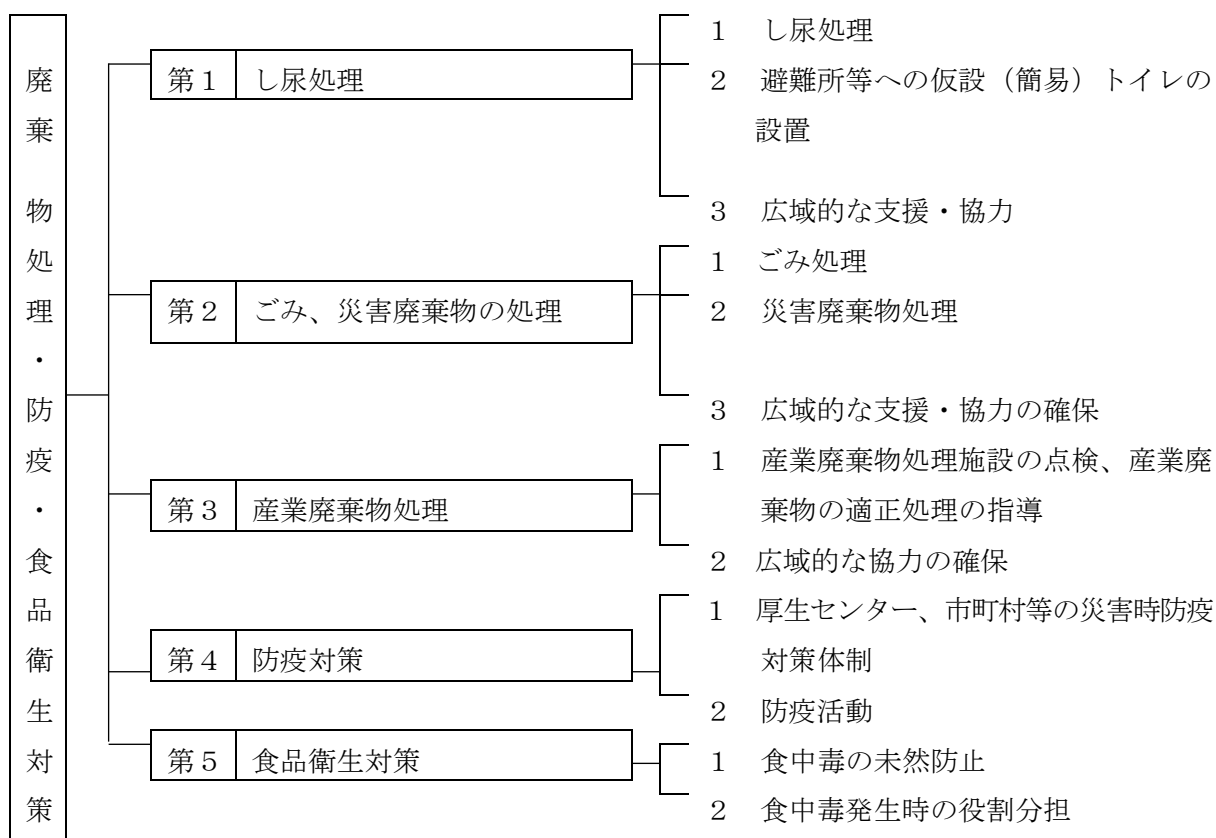 廃棄物処理・防疫・食品衛生対策
第１ し尿処理
１ し尿処理
２ 避難所等への仮設（簡易）トイレの
設置
３ 広域的な支援・協力
第２ ごみ、災害廃棄物の処理
１ ごみ処理
２ 災害廃棄物処理
３ 広域的な支援・協力の確保
第３ 産業廃棄物処理
１ 産業廃棄物処理施設の点検、産業廃
棄物の適正処理の指導
２ 広域的な協力の確保
第４ 防疫対策
１ 厚生センター、市町村等の災害時防疫
対策体制
２ 防疫活動
第５ 食品衛生対策
１ 食中毒の未然防止
２ 食中毒発生時の役割分担